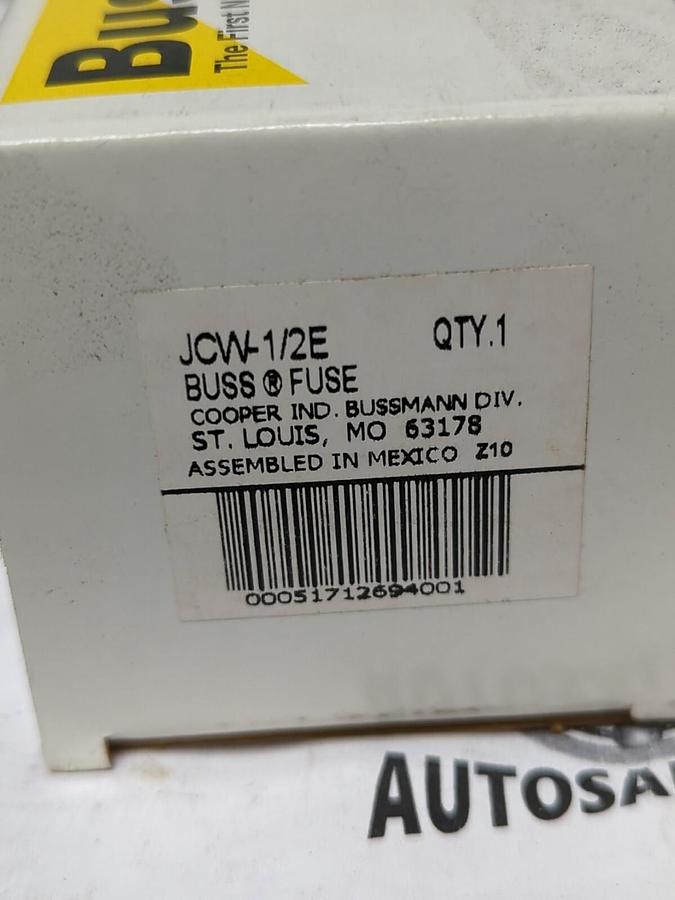 Bus
The First N
JCW-1/2E QTY.1
BUSS ® FUSE
COOPER IND. BUSSMANN DIV.
ST. LOUIS, MO 63178
ASSEMBLED IN MEXICO Z10
00051712694001
AUTOSA